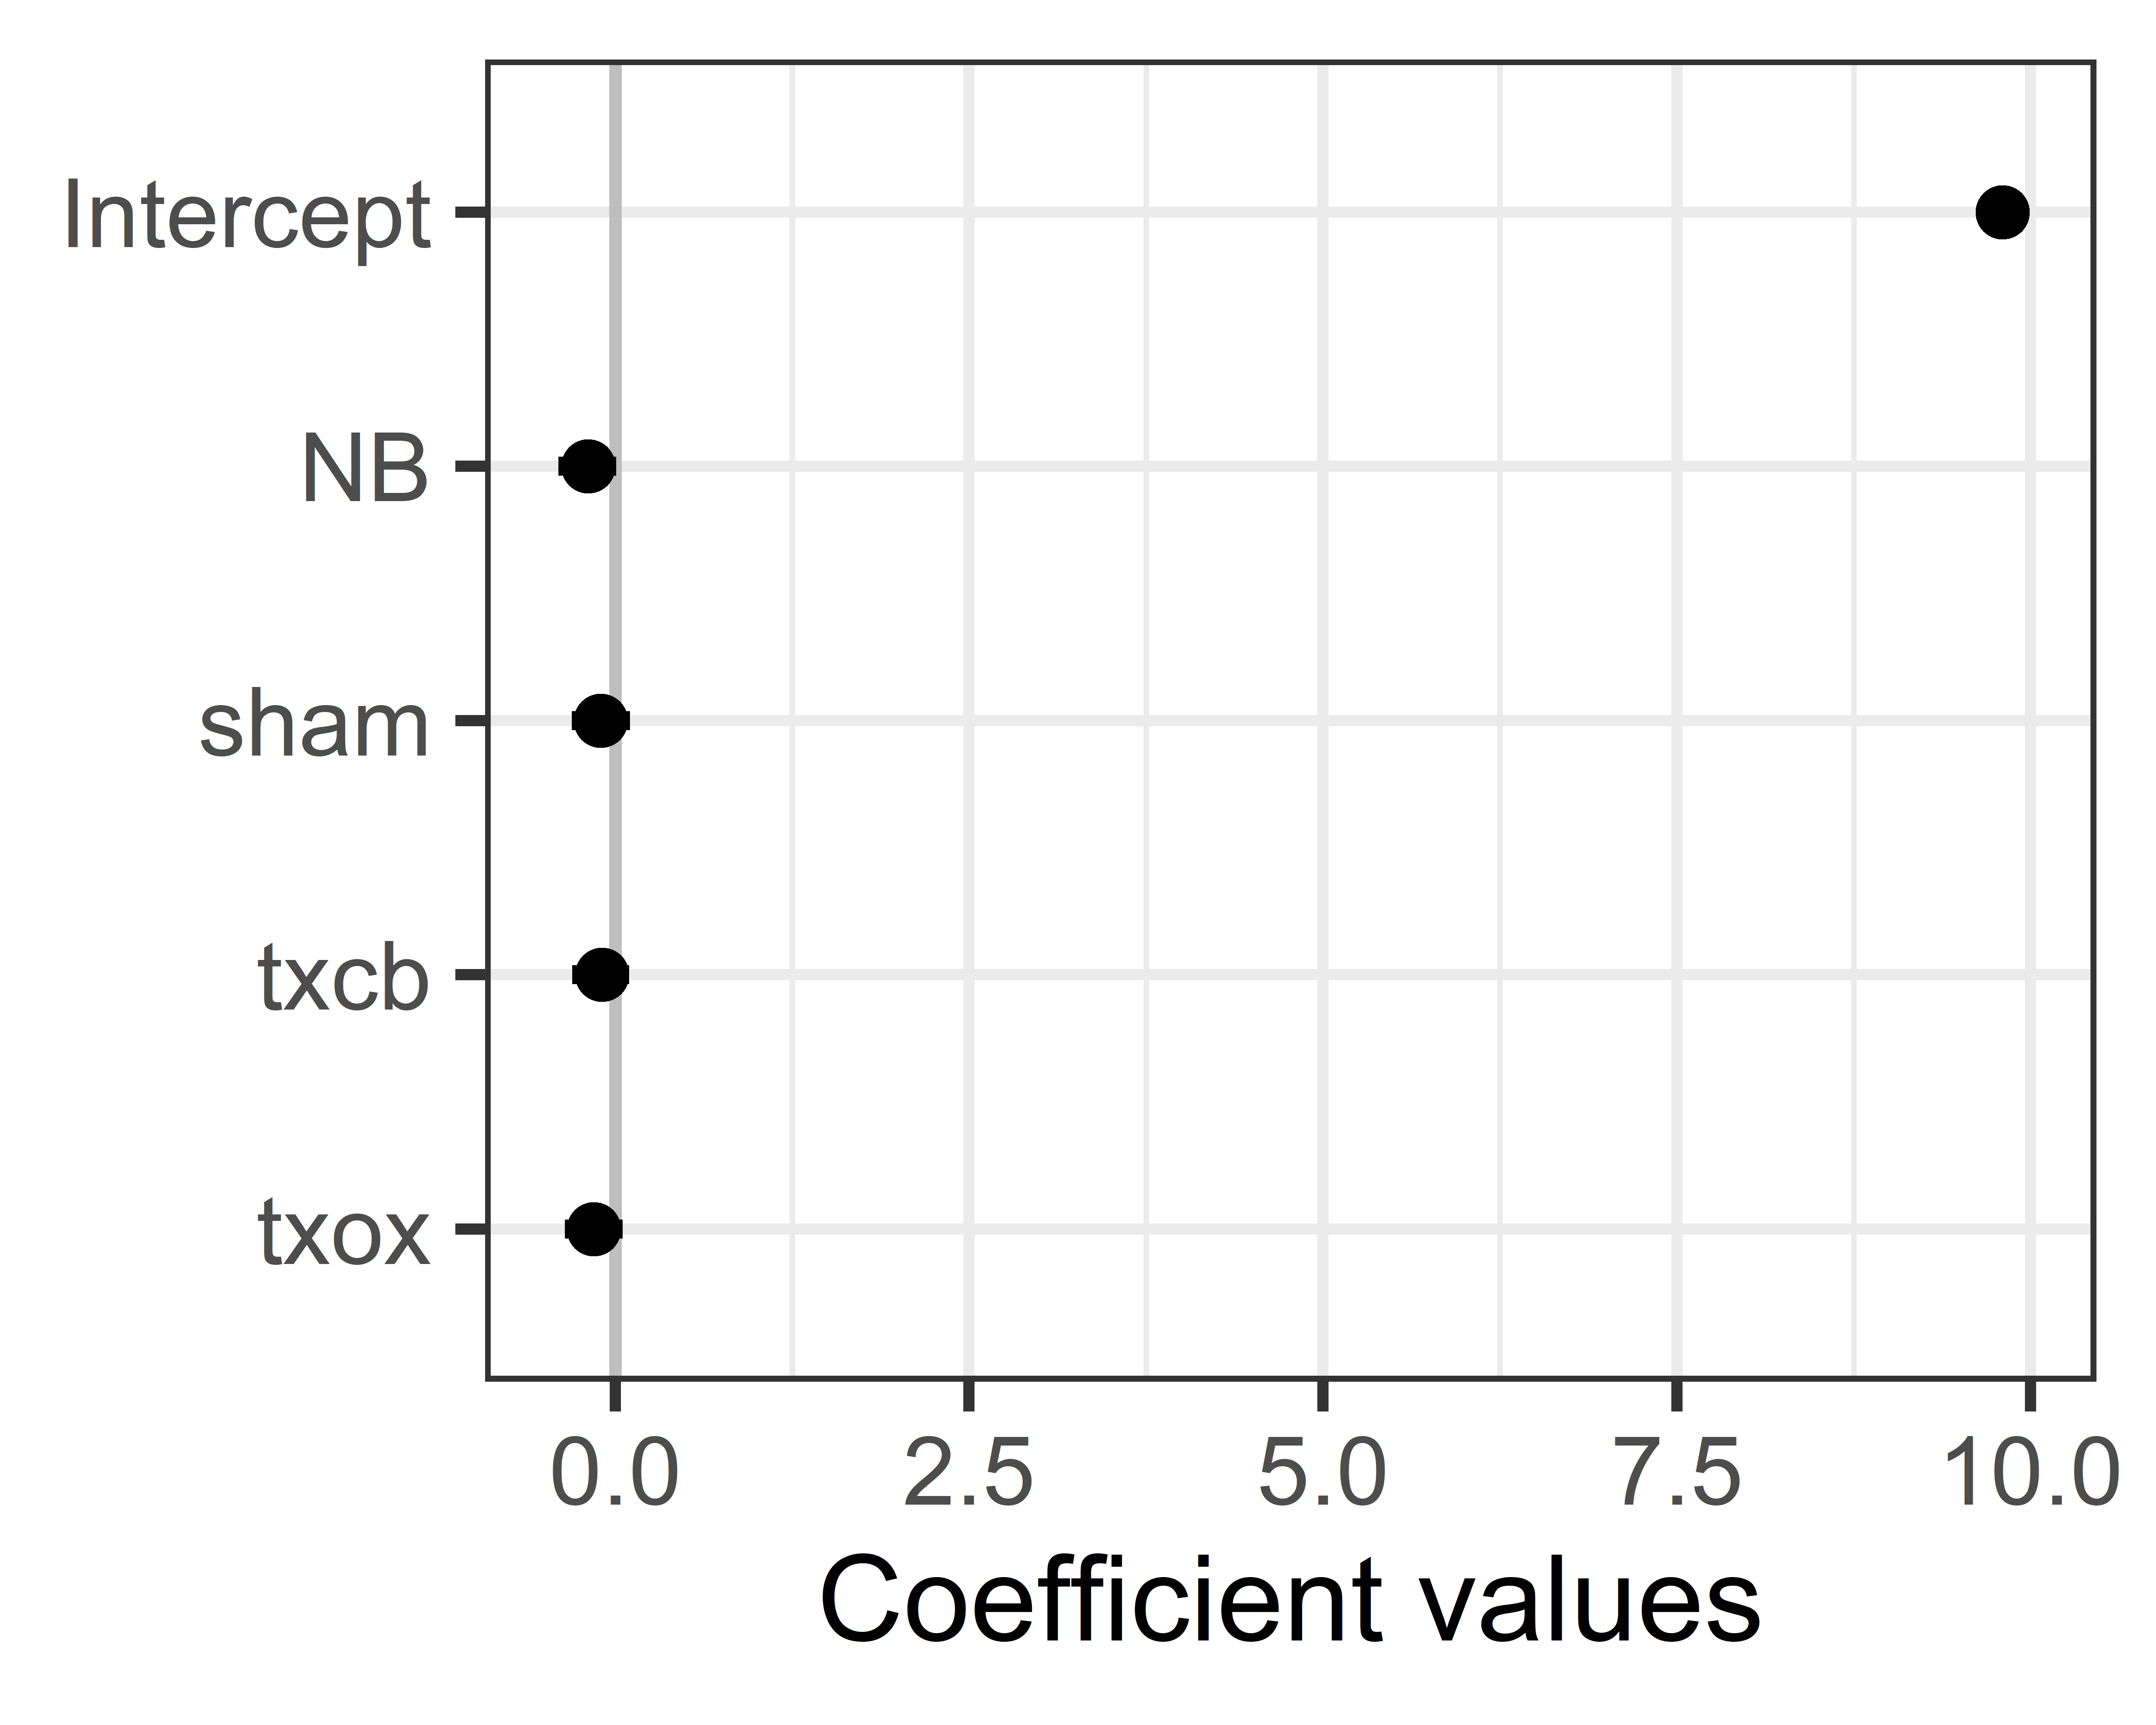 Intercept
NB
sham
txcb
txox
0.0 2.5 5.0 7.5 10.0
Coefficient values